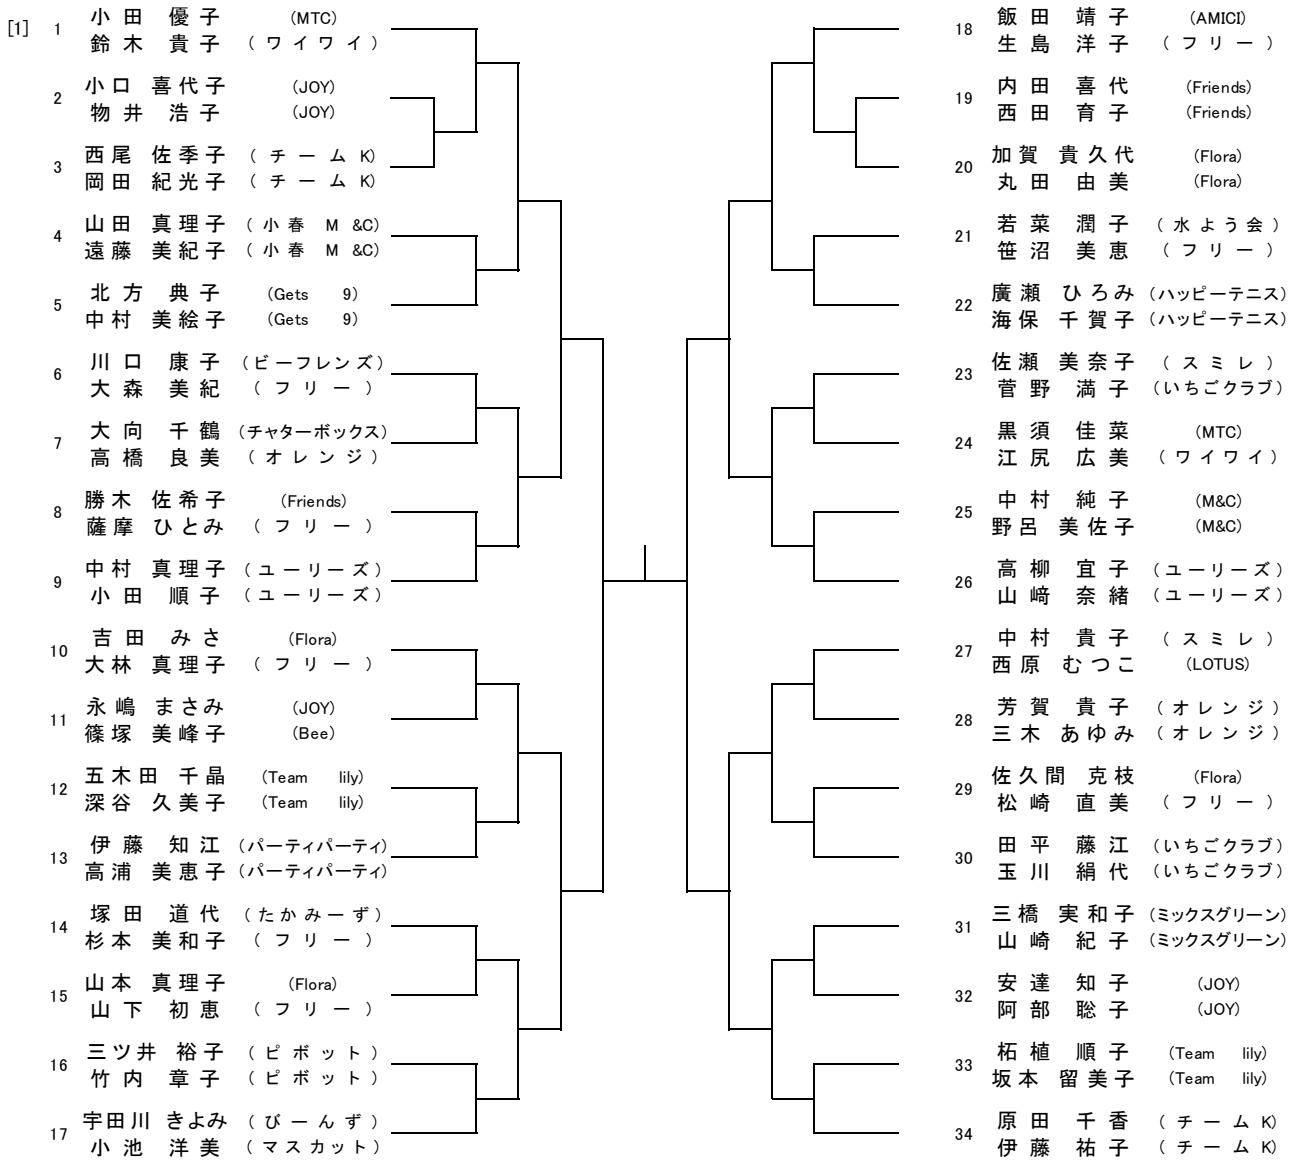 [1] 1 小田 優子 (MTC)
鈴木 貴子 (ワイワイ)
2 小口 喜代子 (JOY)
物井 浩子 (JOY)
3 西尾 佐季子 (チームK)
岡田 紀光子 (チームK)
4 山田 真理子 (小春 M&C)
遠藤 美紀子 (小春 M&C)
5 北方 典子 (Gets 9)
中村 美絵子 (Gets 9)
6 川口 康子 (ビーフレンズ)
大森 美紀 (フリー)
7 大向 千鶴 (チャターボックス)
高橋 良美 (オレンジ)
8 勝木 佐希子 (Friends)
薩摩 ひとみ (フリー)
9 中村 真理子 (ユーリーズ)
小田 順子 (ユーリーズ)
10 吉田 みさ (Flora)
大林 真理子 (フリー)
11 永嶋 まさみ (JOY)
篠塚 美峰子 (Bee)
12 五木田 千晶 (Team lily)
深谷 久美子 (Team lily)
13 伊藤 知江 (パーティパーティ)
高浦 美恵子 (パーティパーティ)
14 塚田 道代 (たかみーず)
杉本 美和子 (フリー)
15 山本 真理子 (Flora)
山下 初恵 (フリー)
16 三ツ井 裕子 (ピボット)
竹内 章子 (ピボット)
17 宇田川 きよみ (びーんず)
小池 洋美 (マスカット)
18 飯田 靖子 (AMICI)
生島 洋子 (フリー)
19 内田 喜代 (Friends)
西田 育子 (Friends)
20 加賀 貴久代 (Flora)
丸田 由美 (Flora)
21 若菜 潤子 (水よう会)
笹沼 美恵 (フリー)
22 廣瀬 ひろみ (ハッピーテニス)
海保 千賀子 (ハッピーテニス)
23 佐瀬 美奈子 (スミレ)
菅野 満子 (いちごクラブ)
24 黒須 佳菜 (MTC)
江尻 広美 (ワイワイ)
25 中村 純子 (M&C)
野呂 美佐子 (M&C)
26 高柳 宜子 (ユーリーズ)
山﨑 奈緒 (ユーリーズ)
27 中村 貴子 (スミレ)
西原 むつこ (LOTUS)
28 芳賀 貴子 (オレンジ)
三木 あゆみ (オレンジ)
29 佐久間 克枝 (Flora)
松崎 直美 (フリー)
30 田平 藤江 (いちごクラブ)
玉川 絹代 (いちごクラブ)
31 三橋 実和子 (ミックスグリーン)
山崎 紀子 (ミックスグリーン)
32 安達 知子 (JOY)
阿部 聡子 (JOY)
33 柘植 順子 (Team lily)
坂本 留美子 (Team lily)
34 原田 千香 (チームK)
伊藤 祐子 (チームK)